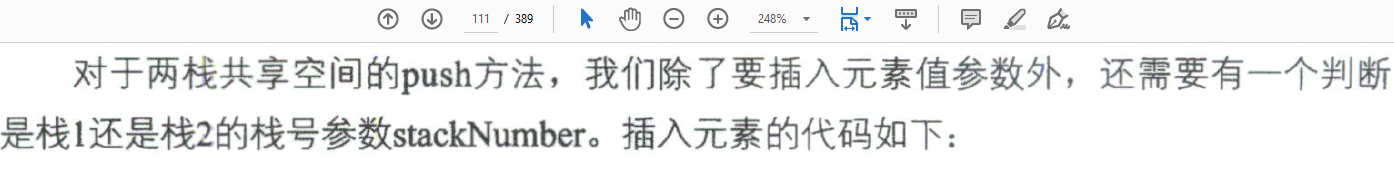 111 / 389 248%
对于两栈共享空间的push方法，我们除了要插入元素值参数外，还需要有一个判断
是栈1还是栈2的栈号参数stackNumber。插入元素的代码如下：